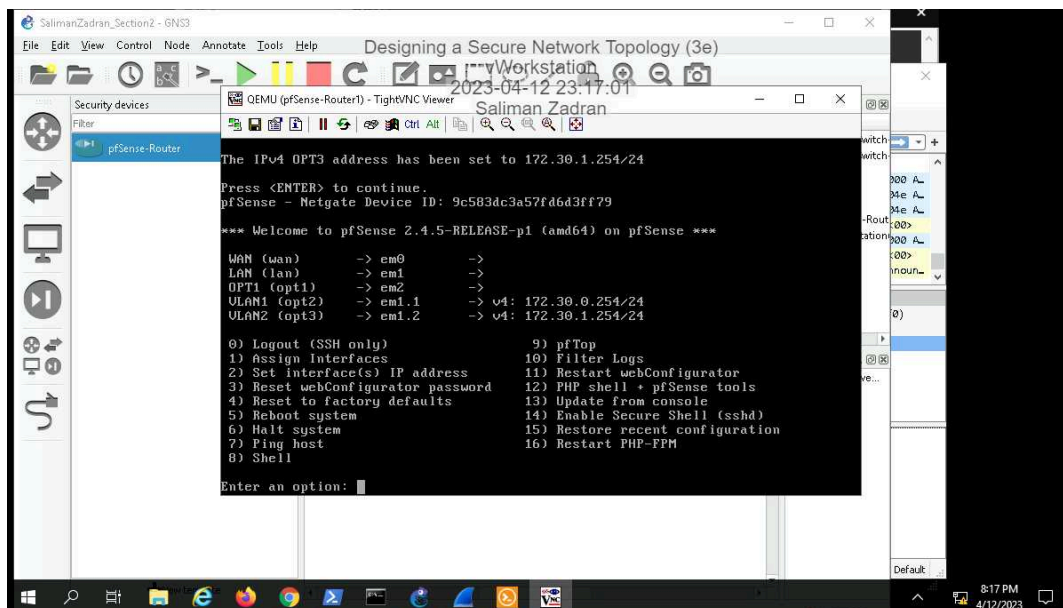 SalimanZadran_Section2 - GNS3
File Edit View Control Node Annotate Tools Help
Designing a Secure Network Topology (3e)
vWorkstation
2023-04-12 23:17:01
Saliman Zadran
Security devices
Filter
pfSense-Router
QEMU (pfSense-Router1) - TightVNC Viewer
Ctrl Alt
The IPv4 OPT3 address has been set to 172.30.1.254/24
Press <ENTER> to continue.
pfSense - Netgate Device ID: 9c583dc3a57fd6d3ff79
*** Welcome to pfSense 2.4.5-RELEASE-p1 (amd64) on pfSense ***
WAN (wan) -> em0 ->
LAN (lan) -> em1 ->
OPT1 (opt1) -> em2 ->
VLAN1 (opt2) -> em1.1 -> v4: 172.30.0.254/24
VLAN2 (opt3) -> em1.2 -> v4: 172.30.1.254/24
0) Logout (SSH only) 9) pfTop
1) Assign Interfaces 10) Filter Logs
2) Set interface(s) IP address 11) Restart webConfigurator
3) Reset webConfigurator password 12) PHP shell + pfSense tools
4) Reset to factory defaults 13) Update from console
5) Reboot system 14) Enable Secure Shell (sshd)
6) Halt system 15) Restore recent configuration
7) Ping host 16) Restart PHP-FPM
8) Shell
Enter an option:
Default
8:17 PM
4/12/2023